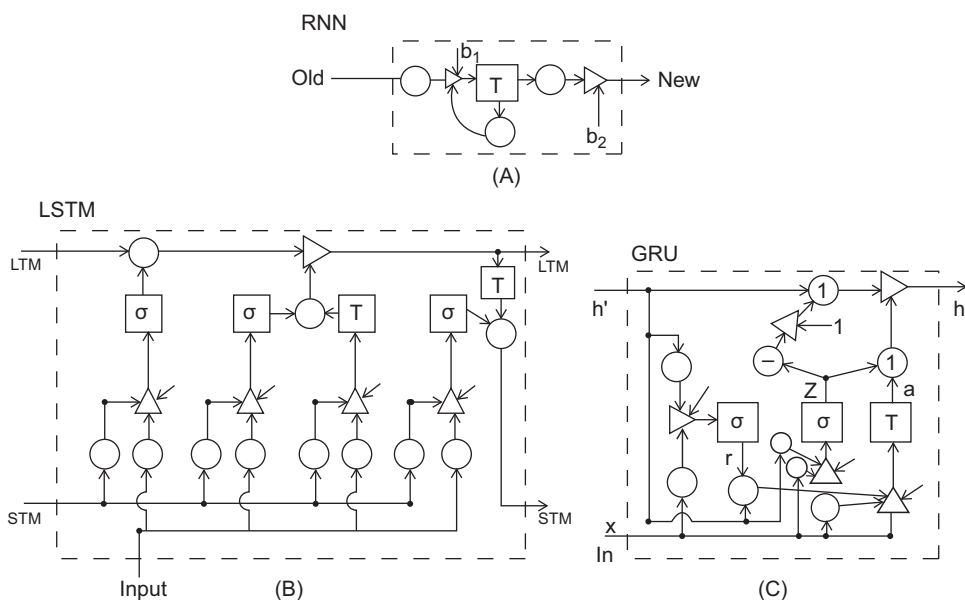 RNN
b1
Old
T
New
b2
(A)
LSTM
LTM
LTM
T
σ
σ
T
σ
STM
STM
Input
(B)
GRU
h'
1
h
1
−
1
Z
a
σ
σ
T
r
x
In
(C)